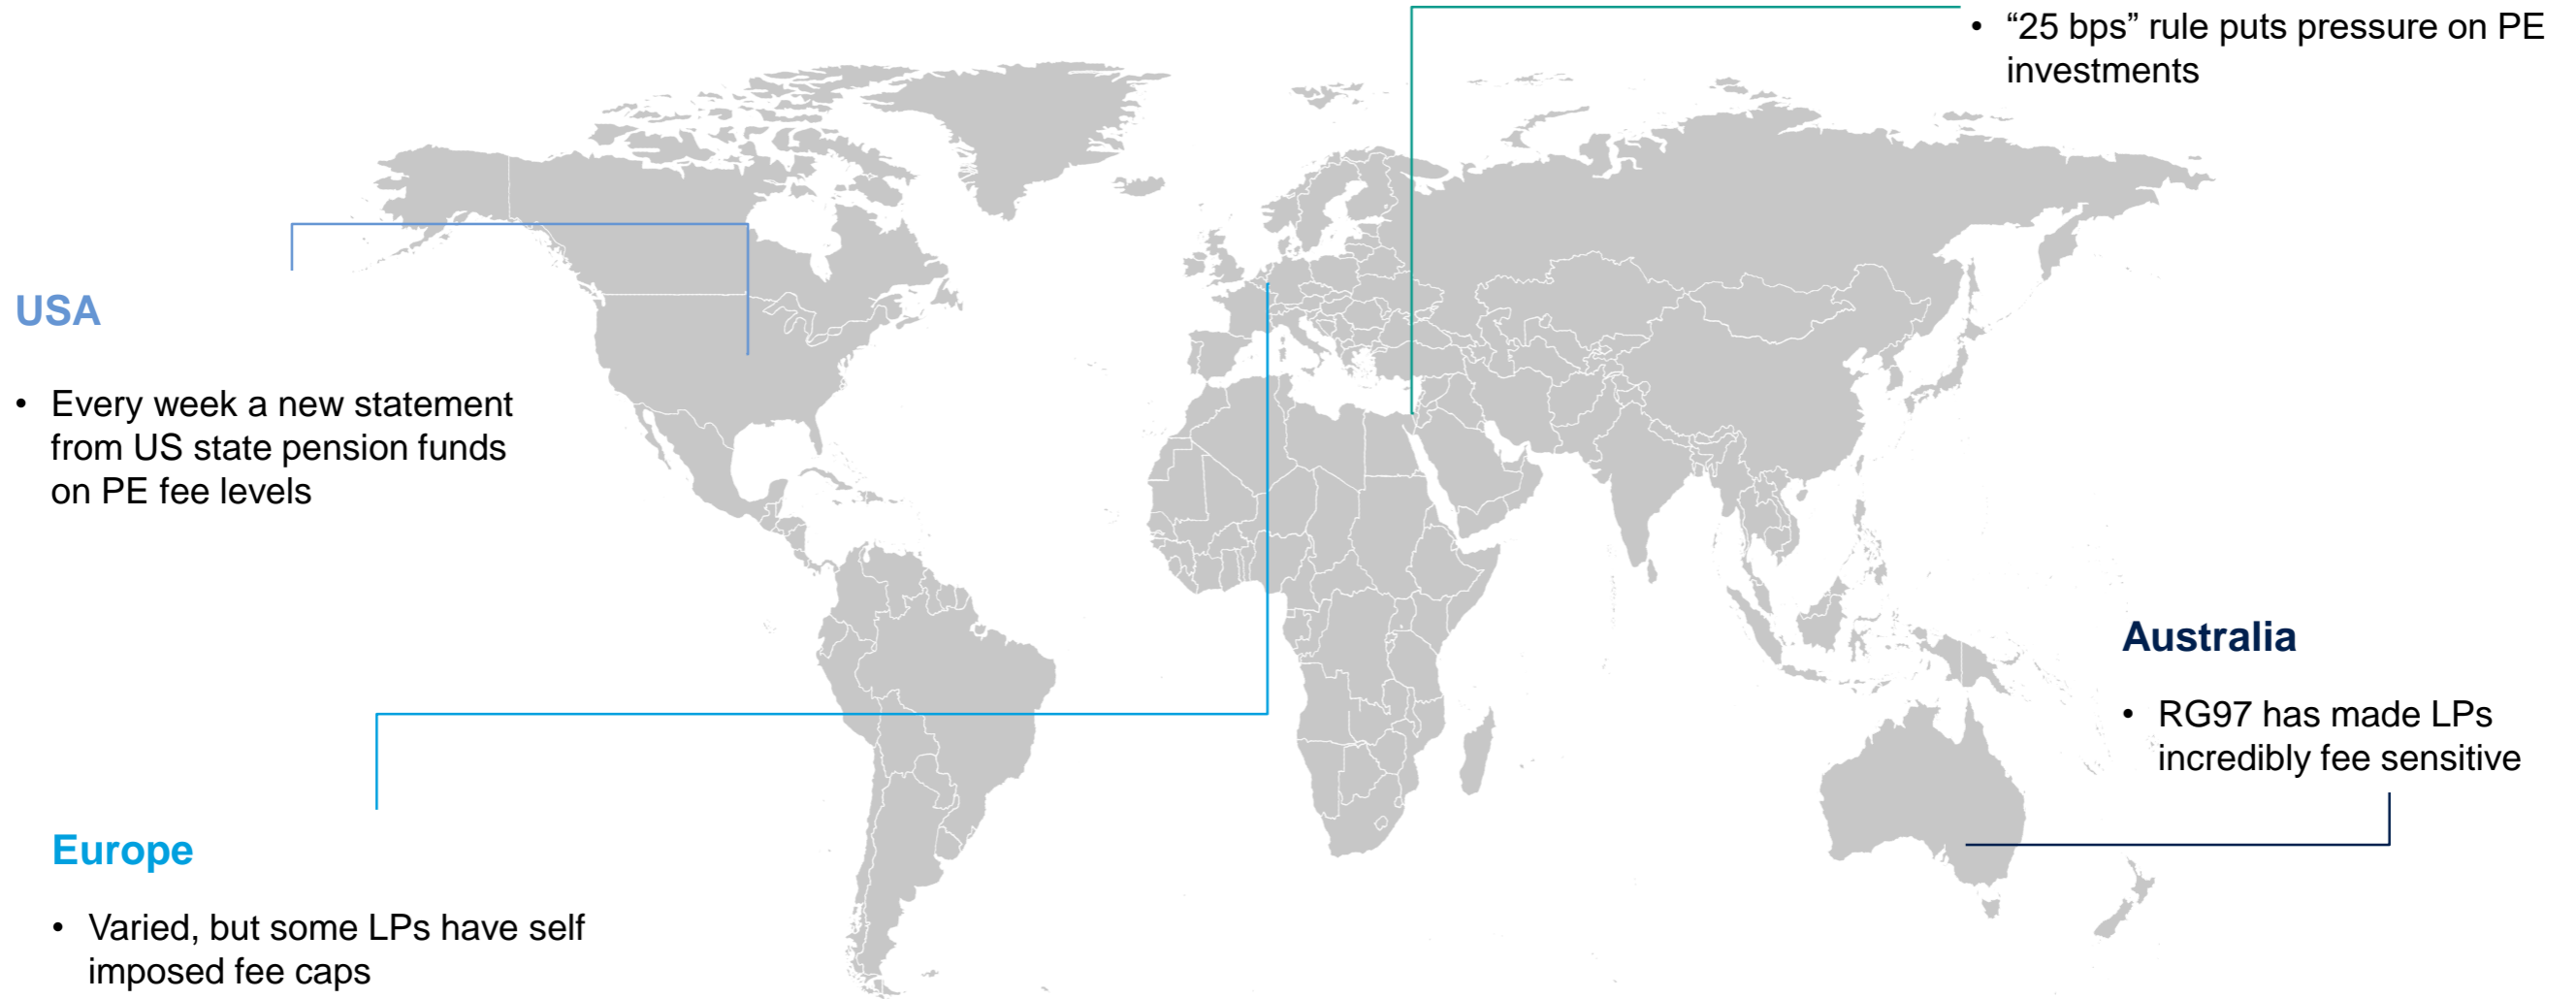 • “25 bps” rule puts pressure on PE
investments
USA
• Every week a new statement
from US state pension funds
on PE fee levels
Australia
• RG97 has made LPs
incredibly fee sensitive
Europe
• Varied, but some LPs have self
imposed fee caps